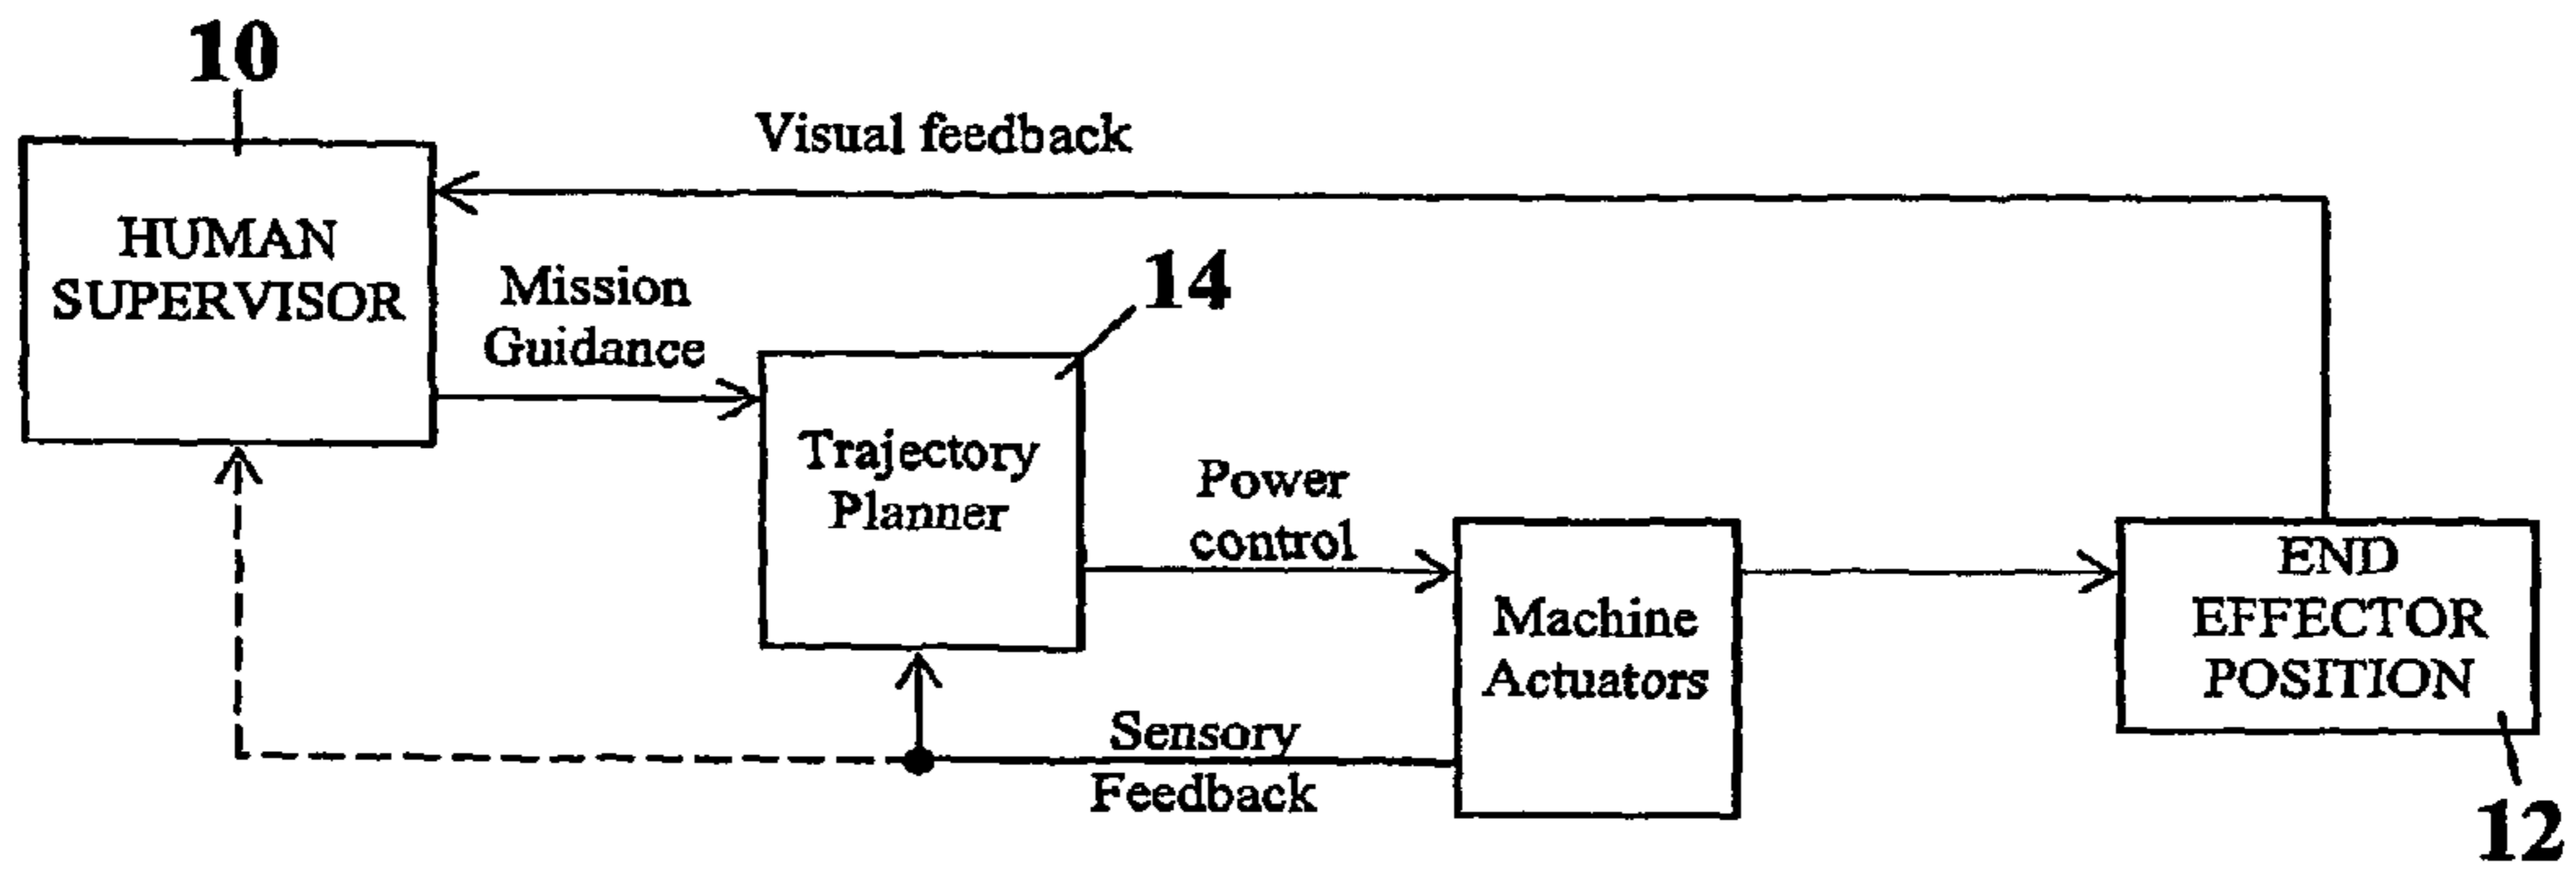 10
Visual feedback
HUMAN
SUPERVISOR
Mission
Guidance
14
Trajectory
Planner
Power
control
Machine
Actuators
END
EFFECTOR
POSITION
Sensory
Feedback
12